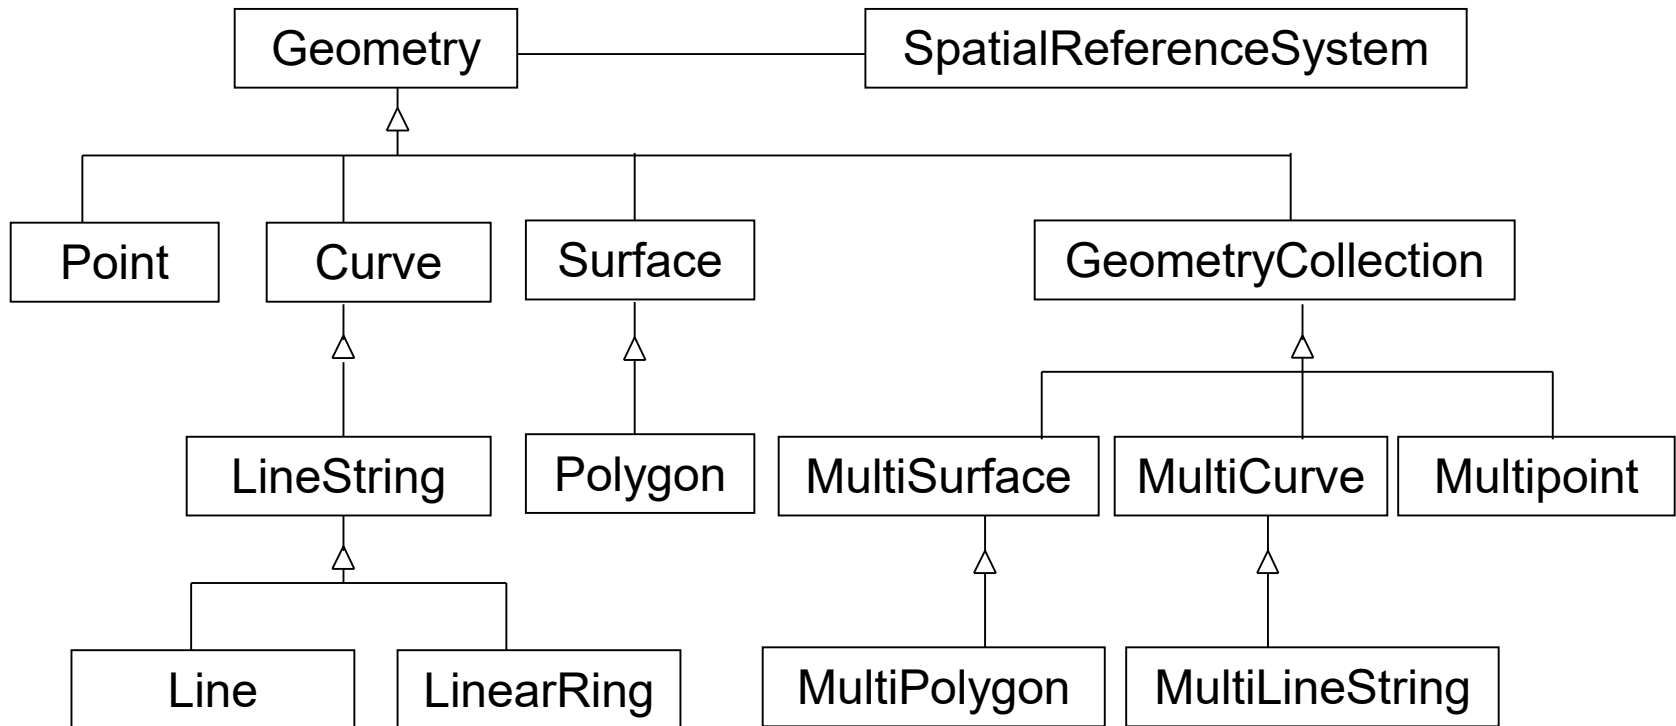 Geometry
SpatialReferenceSystem
Point
Curve
Surface
GeometryCollection
LineString
Polygon
MultiSurface
MultiCurve
Multipoint
Line
LinearRing
MultiPolygon
MultiLineString